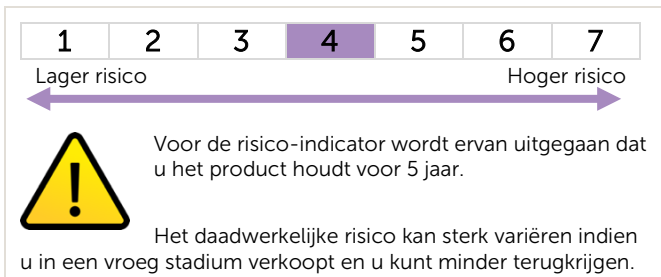 1 2 3 4 5 6 7
Lager risico Hoger risico
Voor de risico-indicator wordt ervan uitgegaan dat
u het product houdt voor 5 jaar.
Het daadwerkelijke risico kan sterk variëren indien
u in een vroeg stadium verkoopt en u kunt minder terugkrijgen.